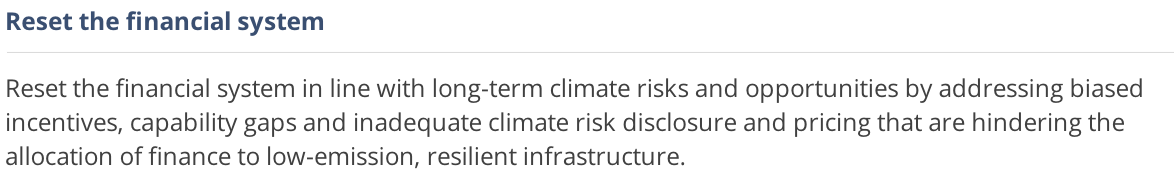 Reset the financial system
Reset the financial system in line with long-term climate risks and opportunities by addressing biased
incentives, capability gaps and inadequate climate risk disclosure and pricing that are hindering the
allocation of finance to low-emission, resilient infrastructure.